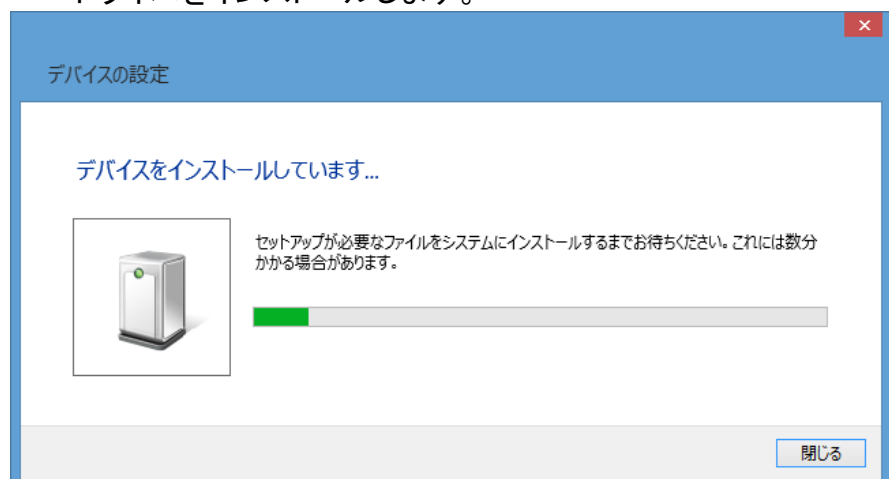 デバイスの設定
デバイスをインストールしています...
セットアップが必要なファイルをシステムにインストールするまでお待ちください。これには数分
かかる場合があります。
閉じる